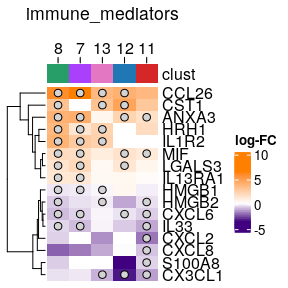 immune_mediators
8 7 13 12 11
clust
CCL26
CST1
ANXA3
HRH1
IL1R2
MIF
LGALS3
IL13RA1
HMGB1
HMGB2
CXCL6
IL33
CXCL2
CXCL8
S100A8
CX3CL1
log-FC
10
5
0
-5